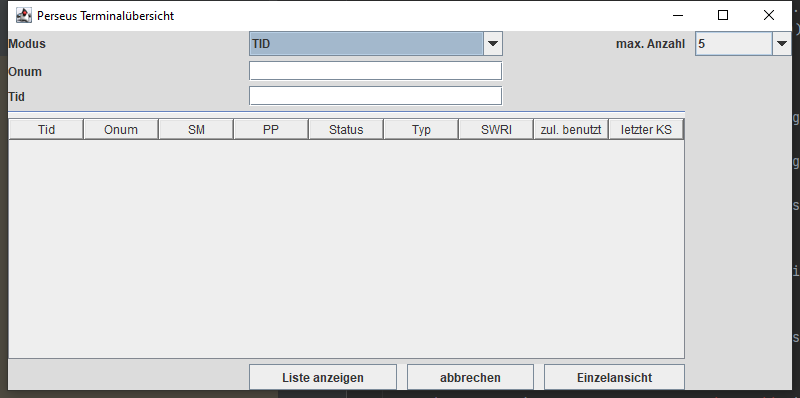 Perseus Terminalübersicht
Modus TID max. Anzahl 5
Onum
Tid
Tid Onum SM PP Status Typ SWRI zul. benutzt letzter KS
Liste anzeigen abbrechen Einzelansicht